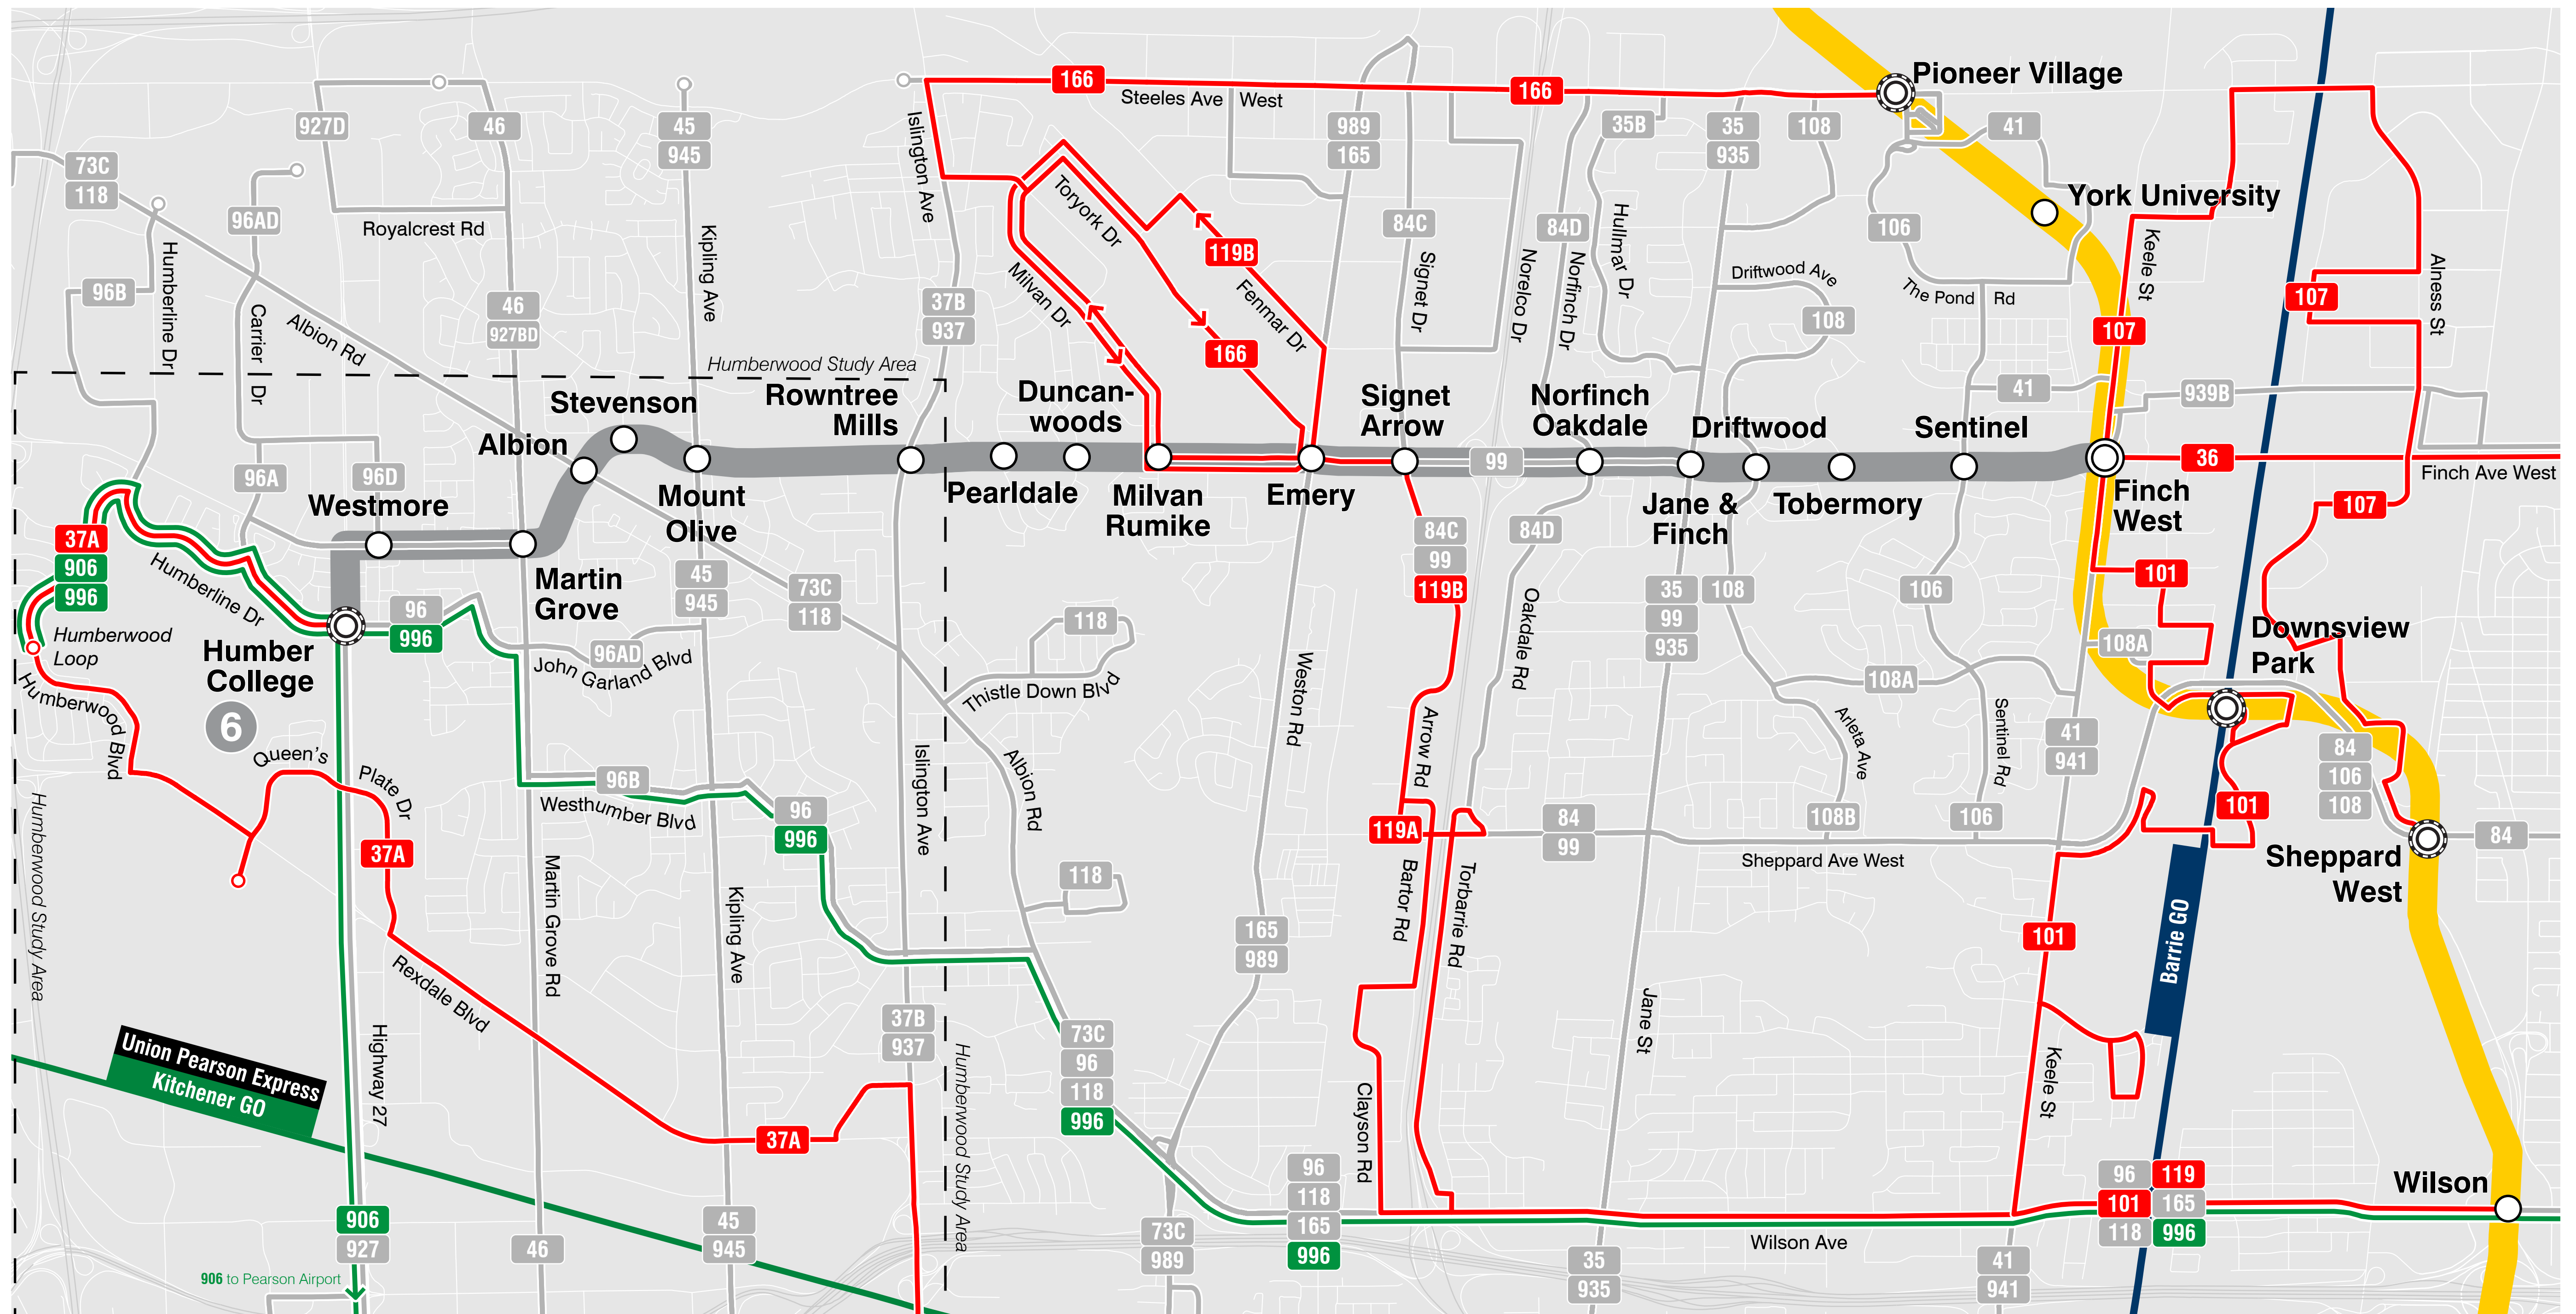 Pioneer Village
166
166
Steeles Ave West
927D
46
45
945
989
165
35B
35
935
108
41
73C
118
Islington Ave
Toryork Dr
York University
96AD
Royalcrest Rd
Kipling Ave
119B
84C
84D
Hullmar Dr
106
Keele St
Humberline Dr
96B
Milvan Dr
Fenmar Dr
Signet Dr
Norelco Dr
Norfinch Dr
Driftwood Ave
The Pond Rd
107
Alness St
46
927BD
37B
937
108
107
Carrier Dr
Albion Rd
166
Humberwood Study Area
Stevenson
Rowntree
Mills
Duncan-
woods
Signet
Arrow
Norfinch
Oakdale
Driftwood
Sentinel
41
939B
Albion
99
36
Finch Ave West
96A
96D
Westmore
Mount
Olive
Pearldale
Milvan
Rumike
Emery
Jane &
Finch
Tobermory
Finch
West
107
37A
906
996
Humberline Dr
Martin
Grove
84C
99
119B
84D
101
96
996
45
945
73C
118
118
35
99
935
108
106
Humberwood
Loop
Humber
College
6
96AD
John Garland Blvd
Thistle Down Blvd
Weston Rd
Oakdale Rd
108A
108A
Downsview
Park
Humberwood Blvd
Queen's
Plate Dr
Islington Ave
Albion Rd
Arrow Rd
Arleta Ave
Sentinel Rd
41
941
84
106
108
96B
Westhumber Blvd
96
996
119A
84
99
108B
106
101
84
Sheppard Ave West
Sheppard
West
37A
Humberwood Study Area
Martin Grove Rd
Kipling Ave
118
Bartor Rd
Torbarrie Rd
165
989
101
Barrie GO
Rexdale Blvd
Union Pearson Express
Kitchener GO
Highway 27
37B
937
Humberwood Study Area
73C
96
118
996
Jane St
Keele St
Clayson Rd
37A
96
118
165
996
96
119
101
165
118
996
Wilson
906
927
46
45
945
73C
989
35
935
Wilson Ave
41
941
906 to Pearson Airport